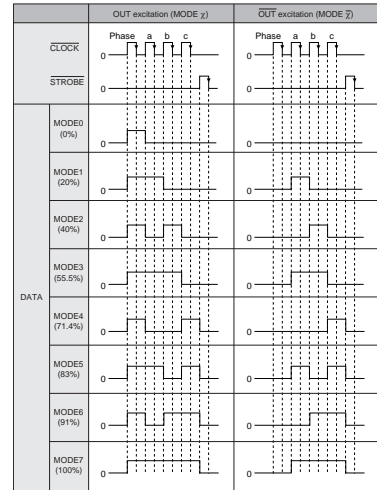 OUT excitation (MODE χ) OUT excitation (MODE χ)
CLOCK 0 Phase a b c 0 Phase a b c
STROBE 0 0
DATA
MODE0
(0%) 0 0
MODE1
(20%) 0 0
MODE2
(40%) 0 0
MODE3
(55.5%) 0 0
MODE4
(71.4%) 0 0
MODE5
(83%) 0 0
MODE6
(91%) 0 0
MODE7
(100%) 0 0